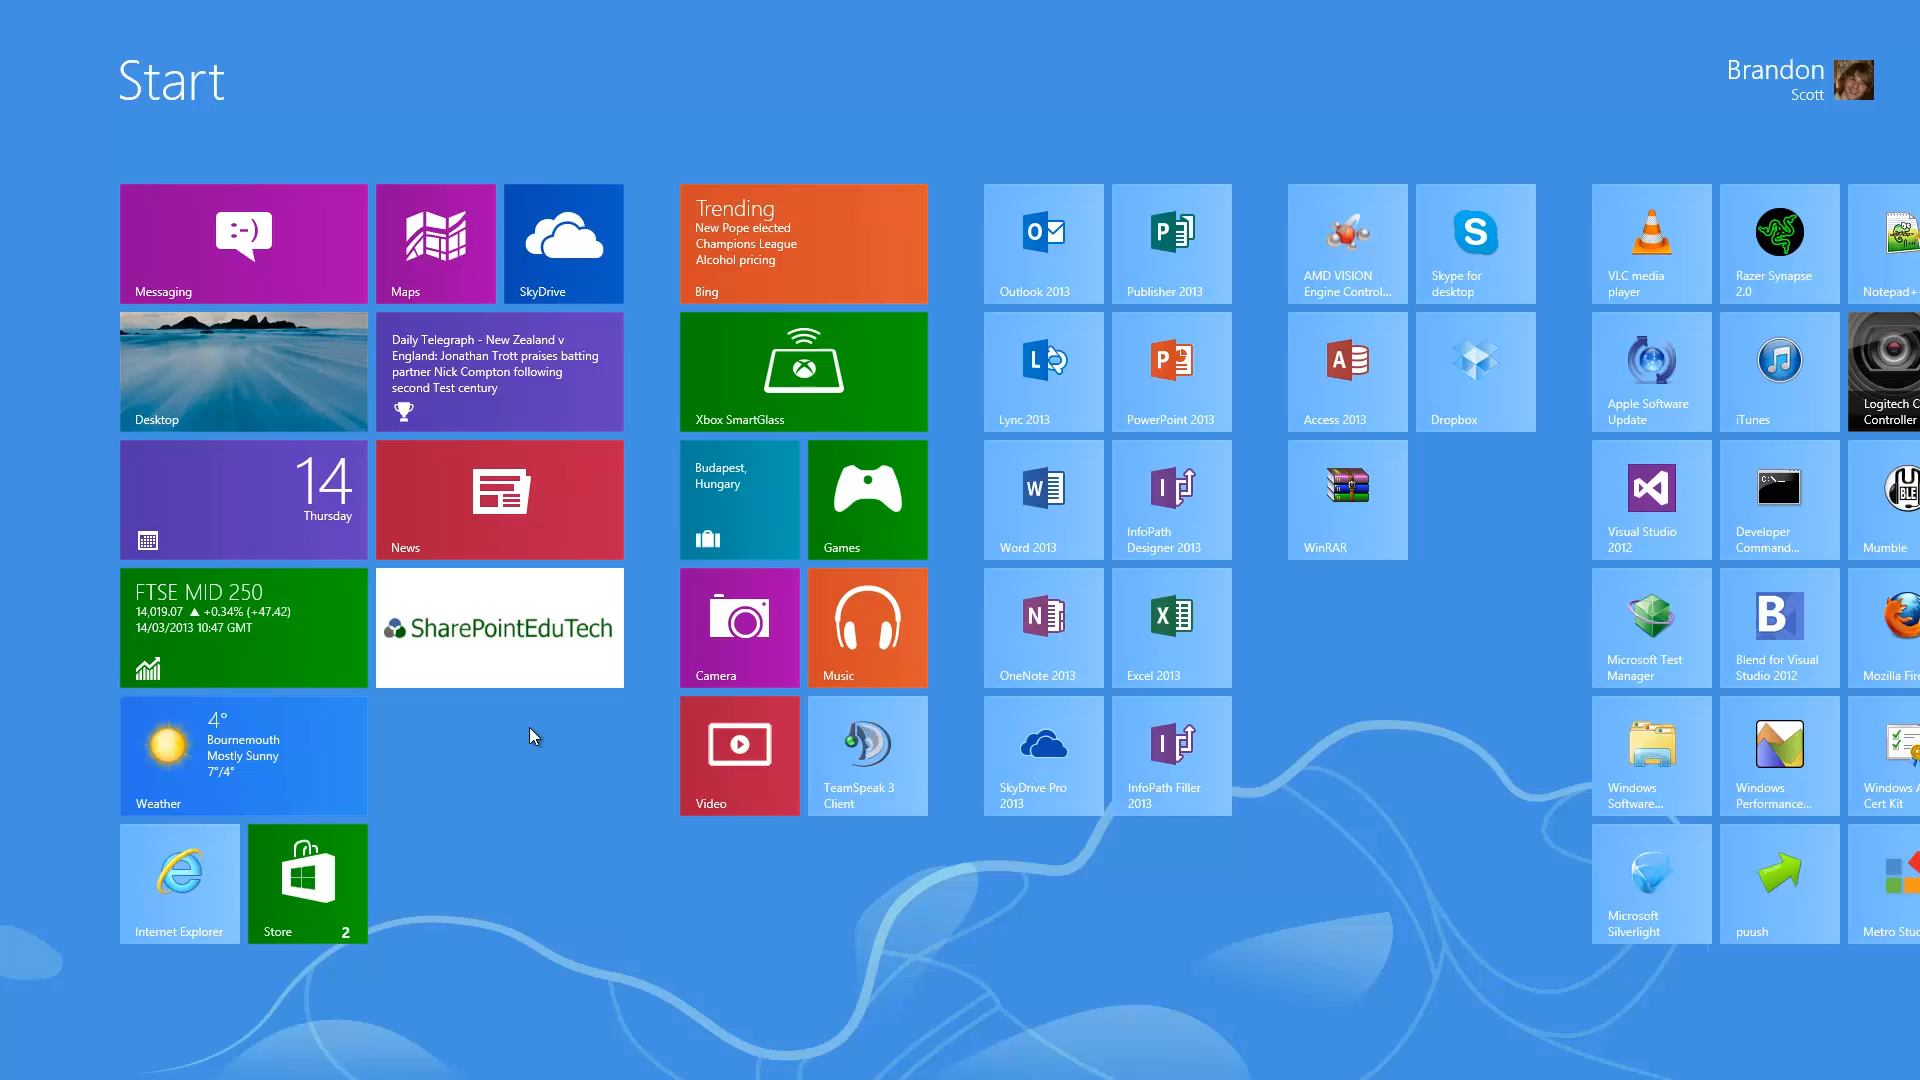 Start
Brandon
Scott
Messaging
Maps
SkyDrive
Desktop
Daily Telegraph - New Zealand v
England: Jonathan Trott praises batting
partner Nick Compton following
second Test century
14
Thursday
News
FTSE MID 250
14,019.07 ▲ +0.34% (+47.42)
14/03/2013 10:47 GMT
SharePointEduTech
4°
Bournemouth
Mostly Sunny
7°/4°
Weather
Internet Explorer
Store
2
Trending
New Pope elected
Champions League
Alcohol pricing
Bing
Xbox SmartGlass
Budapest,
Hungary
Games
Camera
Music
Video
TeamSpeak 3
Client
Outlook 2013
Publisher 2013
Lync 2013
PowerPoint 2013
Word 2013
InfoPath
Designer 2013
OneNote 2013
Excel 2013
SkyDrive Pro
2013
InfoPath Filler
2013
AMD VISION
Engine Control...
Skype for
desktop
Access 2013
Dropbox
WinRAR
VLC media
player
Razer Synapse
2.0
Notepad+
Apple Software
Update
iTunes
Logitech C
Controller
Visual Studio
2012
Developer
Command...
Mumble
Microsoft Test
Manager
Blend for Visual
Studio 2012
Mozilla Fire
Windows
Software...
Windows
Performance...
Windows A
Cert Kit
Microsoft
Silverlight
puush
Metro Stud